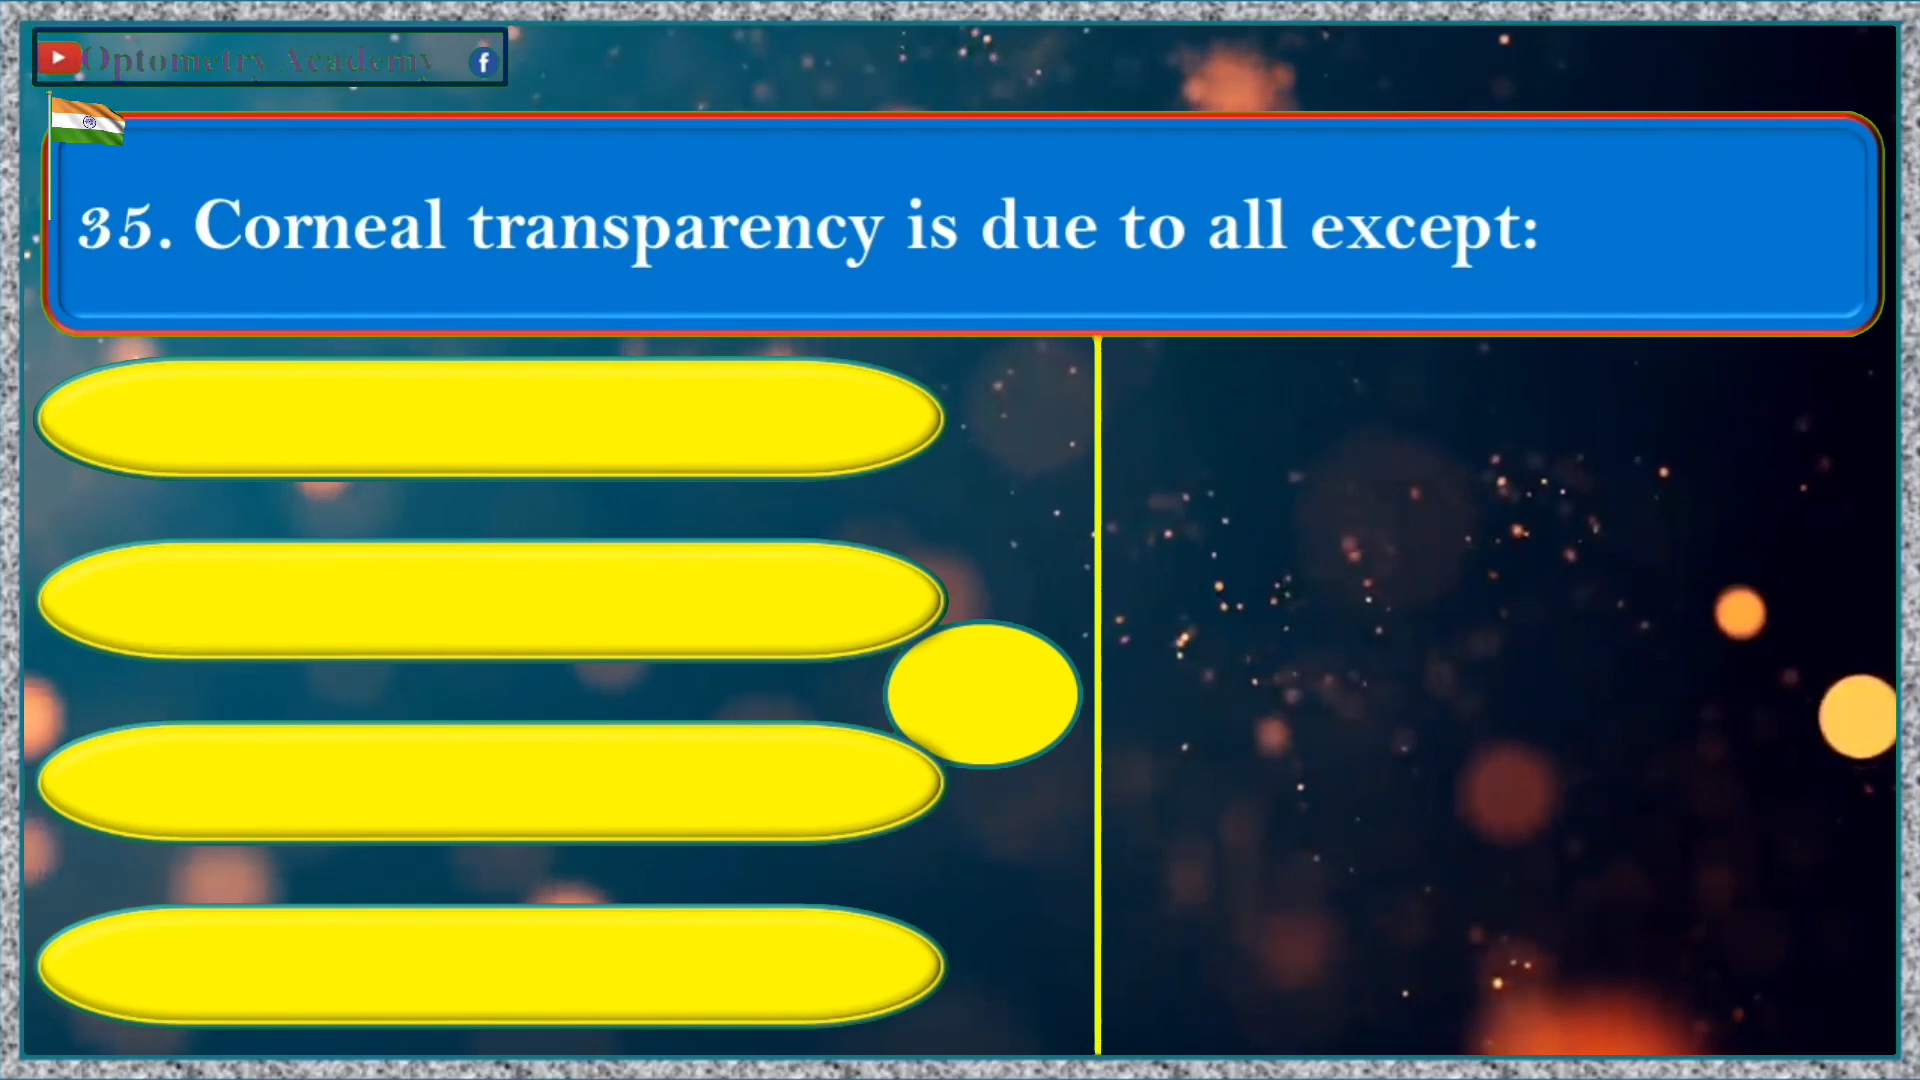 Optometry Academy
35. Corneal transparency is due to all except: